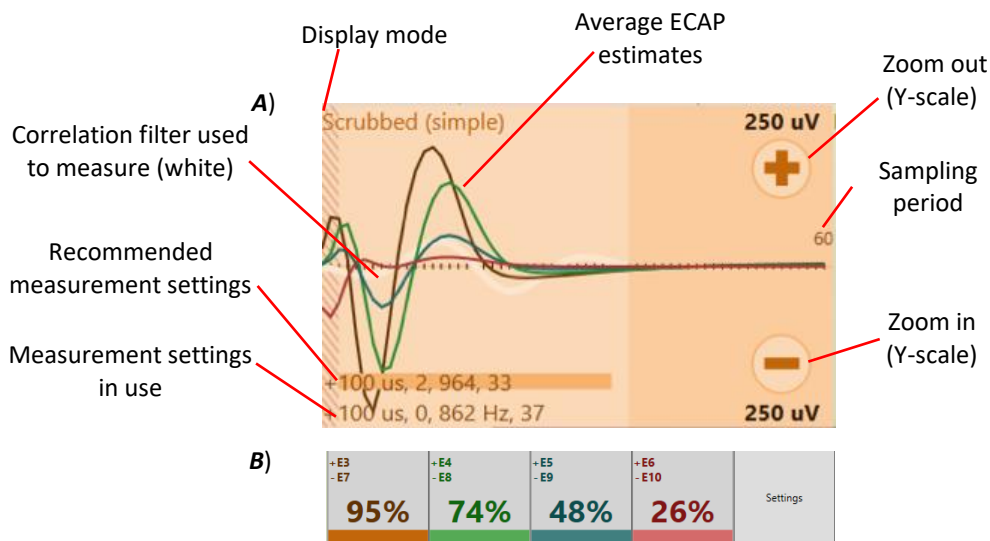 Display mode
Average ECAP
estimates
Zoom out
(Y-scale)
A)
Scrubbed (simple)
250 uV
Correlation filter used
to measure (white)
Sampling
period
60
Recommended
measurement settings
Zoom in
(Y-scale)
Measurement settings
in use
+100 us, 2, 964, 33
+100 us, 0, 862 Hz, 37
250 uV
B)
+E3
-E7
95%
+E4
-E8
74%
+E5
-E9
48%
+E6
-E10
26%
Settings